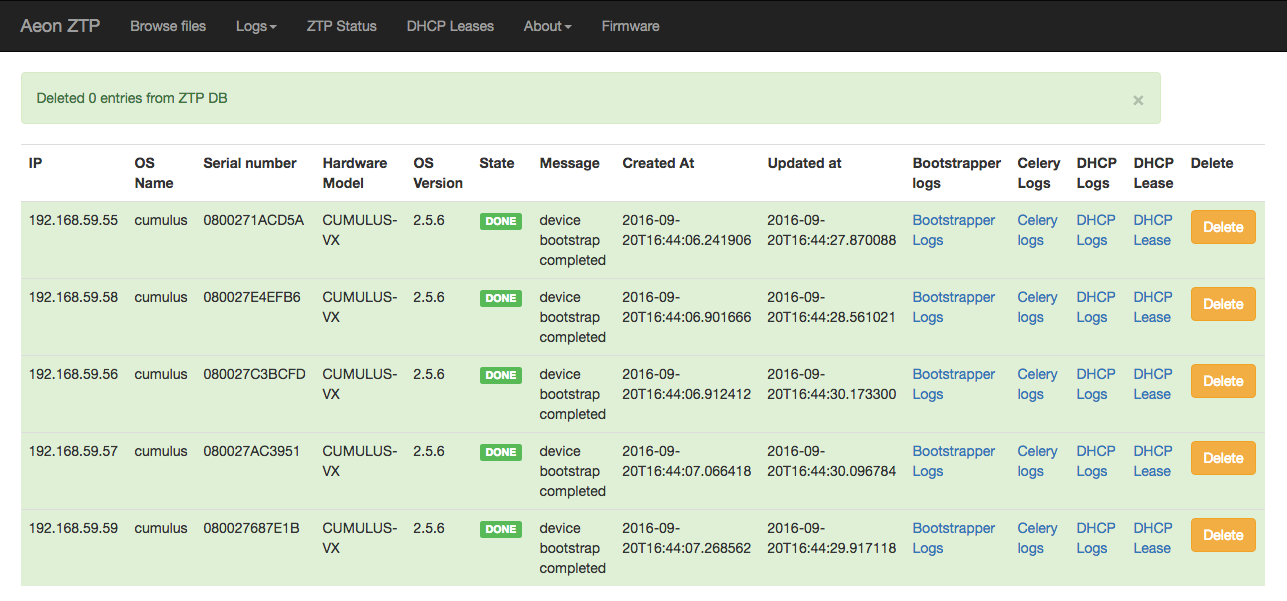 Aeon ZTP Browse files Logs ZTP Status DHCP Leases About Firmware
Deleted 0 entries from ZTP DB ×
IP OS Name Serial number Hardware Model OS Version State Message Created At Updated at Bootstrapper logs Celery Logs DHCP Logs DHCP Lease Delete
192.168.59.55 cumulus 0800271ACD5A CUMULUS-VX 2.5.6 DONE device bootstrap completed 2016-09-20T16:44:06.241906 2016-09-20T16:44:27.870088 Bootstrapper Logs Celery logs DHCP Logs DHCP Lease Delete
192.168.59.58 cumulus 080027E4EFB6 CUMULUS-VX 2.5.6 DONE device bootstrap completed 2016-09-20T16:44:06.901666 2016-09-20T16:44:28.561021 Bootstrapper Logs Celery logs DHCP Logs DHCP Lease Delete
192.168.59.56 cumulus 080027C3BCFD CUMULUS-VX 2.5.6 DONE device bootstrap completed 2016-09-20T16:44:06.912412 2016-09-20T16:44:30.173300 Bootstrapper Logs Celery logs DHCP Logs DHCP Lease Delete
192.168.59.57 cumulus 080027AC3951 CUMULUS-VX 2.5.6 DONE device bootstrap completed 2016-09-20T16:44:07.066418 2016-09-20T16:44:30.096784 Bootstrapper Logs Celery logs DHCP Logs DHCP Lease Delete
192.168.59.59 cumulus 080027687E1B CUMULUS-VX 2.5.6 DONE device bootstrap completed 2016-09-20T16:44:07.268562 2016-09-20T16:44:29.917118 Bootstrapper Logs Celery logs DHCP Logs DHCP Lease Delete